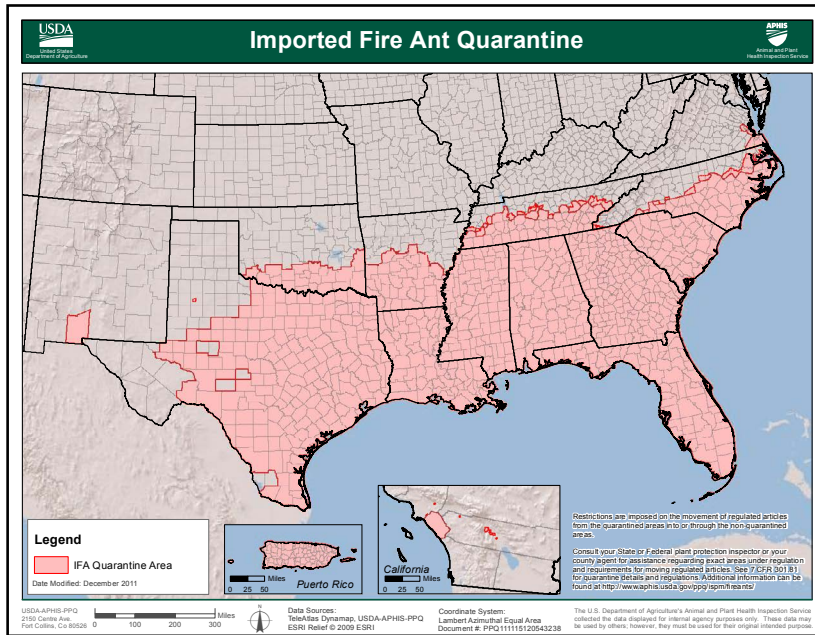 USDA
United States
Department of Agriculture
Imported Fire Ant Quarantine
APHIS
Animal and Plant
Health Inspection Service
Legend
IFA Quarantine Area
Date Modified: December 2011
Miles
0 25 50
Puerto Rico
California
Miles
0 25 50
Restrictions are imposed on the movement of regulated articles
from the quarantined areas into or through the non-quarantined
areas.
Consult your State or Federal plant protection inspector or your
county agent for assistance reguarding exact areas under regulation
and requirements for moving regulated articles. See 7 CFR 301.81
for quarantine details and regulations. Additional information can be
found at http://www.aphis.usda.gov/ppq/ispm/fireants/
USDA-APHIS-PPQ
2150 Centre Ave.
Fort Collins, Co 80526
Miles
0 50 100 200 300
N
Data Sources:
TeleAtlas Dynamap, USDA-APHIS-PPQ
ESRI Relief © 2009 ESRI
Coordinate System:
Lambert Azimuthal Equal Area
Document #: PPQ111115120543238
The U.S. Department of Agriculture's Animal and Plant Health Inspection Service
collected the data displayed for internal agency purposes only. These data may
be used by others; however, they must be used for their original intended purpose.